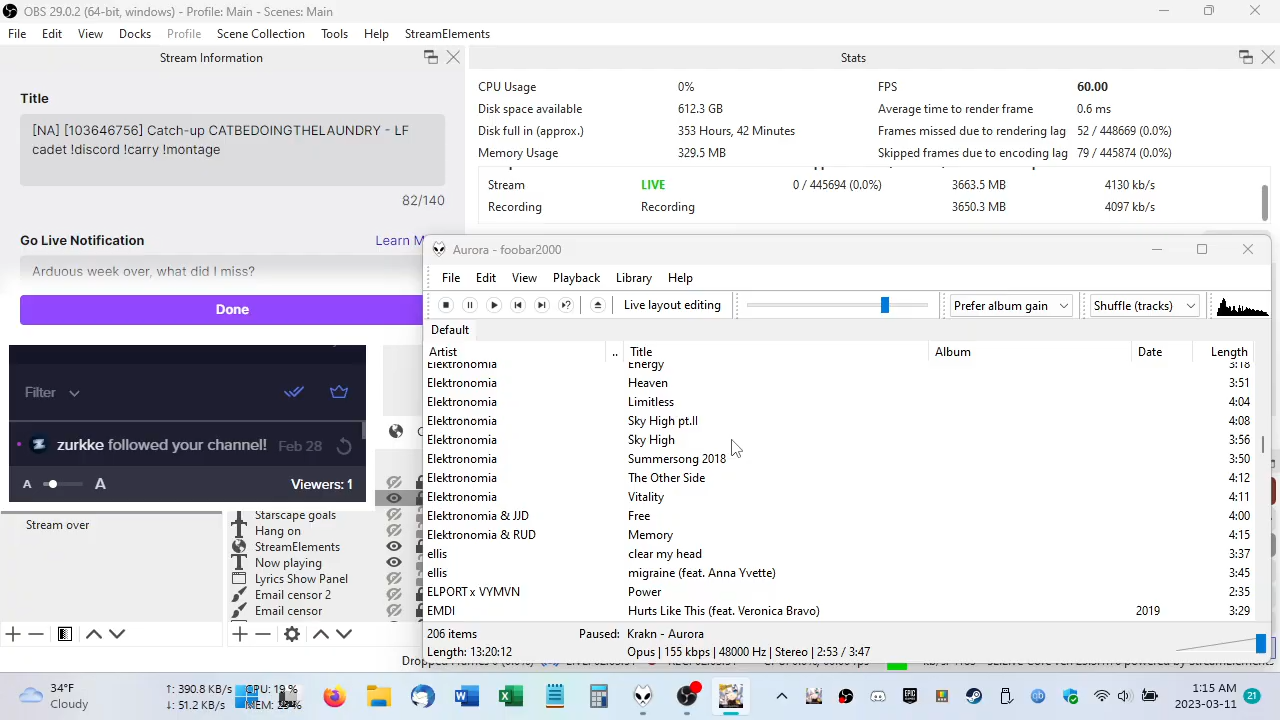 OBS 29.0.2 (64-bit, windows) - Profile: Main - Scenes: Main
File Edit View Docks Profile Scene Collection Tools Help StreamElements
Stream Information
Title
[NA] [103646756] Catch-up CATBEDOINGTHELAUNDRY - LF
cadet !discord !carry !montage
82/140
Go Live Notification
Learn M
Arduous week over, what did I miss?
Done
Stats
CPU Usage 0% FPS 60.00
Disk space available 612.3 GB Average time to render frame 0.6 ms
Disk full in (approx.) 353 Hours, 42 Minutes Frames missed due to rendering lag 52 / 448669 (0.0%)
Memory Usage 329.5 MB Skipped frames due to encoding lag 79 / 445874 (0.0%)
Stream LIVE 0 / 445694 (0.0%) 3663.5 MB 4130 kb/s
Recording Recording 3650.3 MB 4097 kb/s
Filter
zurkke followed your channel! Feb 28
A A Viewers: 1
Stream over
Starscape goals
Hang on
StreamElements
Now playing
Lyrics Show Panel
Email censor 2
Email censor
Aurora - foobar2000
File Edit View Playback Library Help
Live layout editing Prefer album gain Shuffle (tracks)
Default
Artist .. Title Album Date Length
Elektronomia Energy 3:18
Elektronomia Heaven 3:51
Elektronomia Limitless 4:04
Elektronomia Sky High pt.II 4:08
Elektronomia Sky High 3:56
Elektronomia Summersong 2018 3:50
Elektronomia The Other Side 4:12
Elektronomia Vitality 4:11
Elektronomia & JJD Free 4:00
Elektronomia & RUD Memory 4:15
ellis clear my head 3:37
ellis migraine (feat. Anna Yvette) 3:45
ELPORT x VYMVN Power 2:35
EMDI Hurts Like This (feat. Veronica Bravo) 2019 3:29
206 items Paused: Krakn - Aurora
Length: 13:20:12 Opus | 155 kbps | 48000 Hz | Stereo | 2:53 / 3:47
34°F
Cloudy
↑: 390.8 KB/s
↓: 51.2 KB/s
1:15 AM
2023-03-11
21